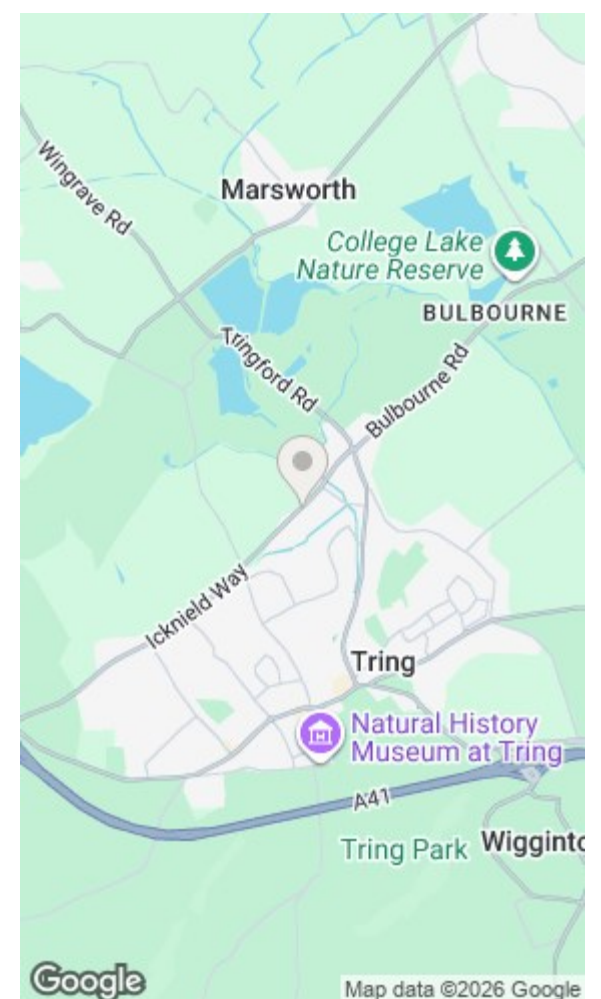 Wingrave Rd
Marsworth
College Lake
Nature Reserve
BULBOURNE
Tringford Rd
Bulbourne Rd
Icknield Way
Tring
Natural History
Museum at Tring
A41
Tring Park
Wigginto
Google
Map data ©2026 Google